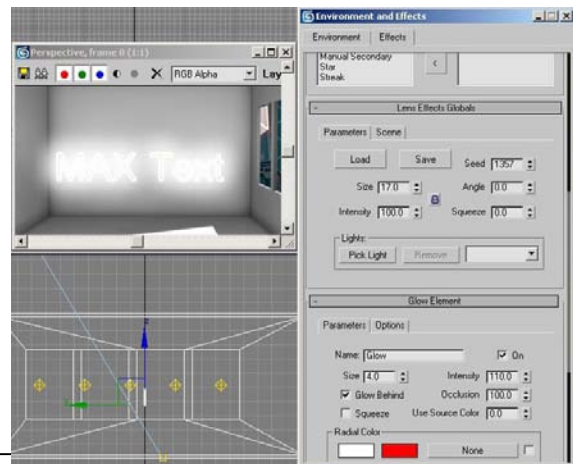 Perspective, frame 0 (1:1)
RGB Alpha
Lay
MAX Text
Environment and Effects
Environment
Effects
Manual Secondary
Star
Streak
<
- Lens Effects Globals
Parameters Scene
Load Save Seed 1357
Size 17.0 Angle 0.0
Intensity 100.0 Squeeze 0.0
Lights:
Pick Light Remove
- Glow Element
Parameters Options
Name: Glow On
Size 4.0 Intensity 110.0
Glow Behind Occlusion 100.0
Squeeze Use Source Color 0.0
Radial Color
None